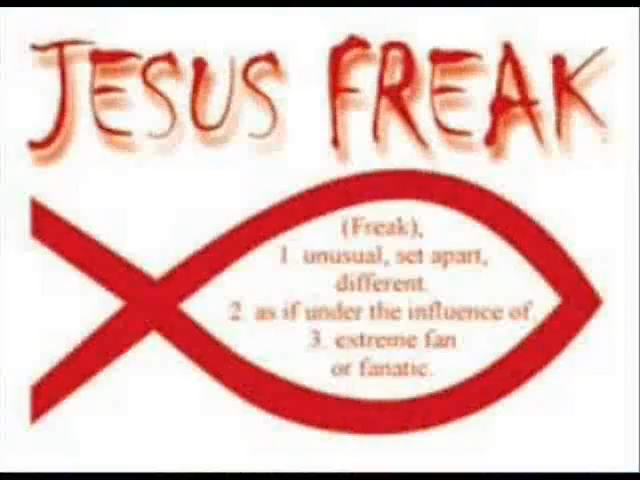 JESUS FREAK
(Freak),
1 unusual, set apart,
different.
2. as if under the influence of.
3. extreme fan
or fanatic.